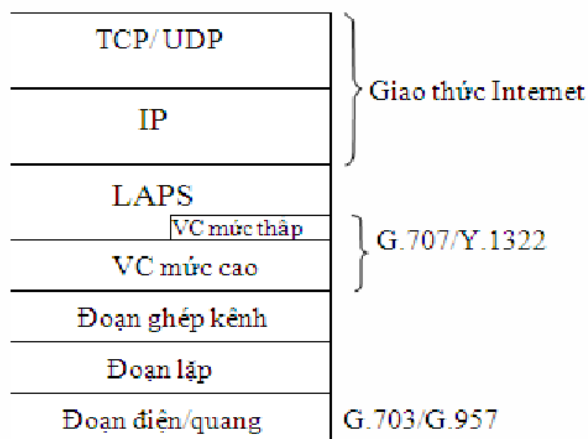 TCP/ UDP
Giao thức Internet
IP
LAPS
VC mức thấp
G.707/Y.1322
VC mức cao
Đoạn ghép kênh
Đoạn lặp
Đoạn điện/quang
G.703/G.957